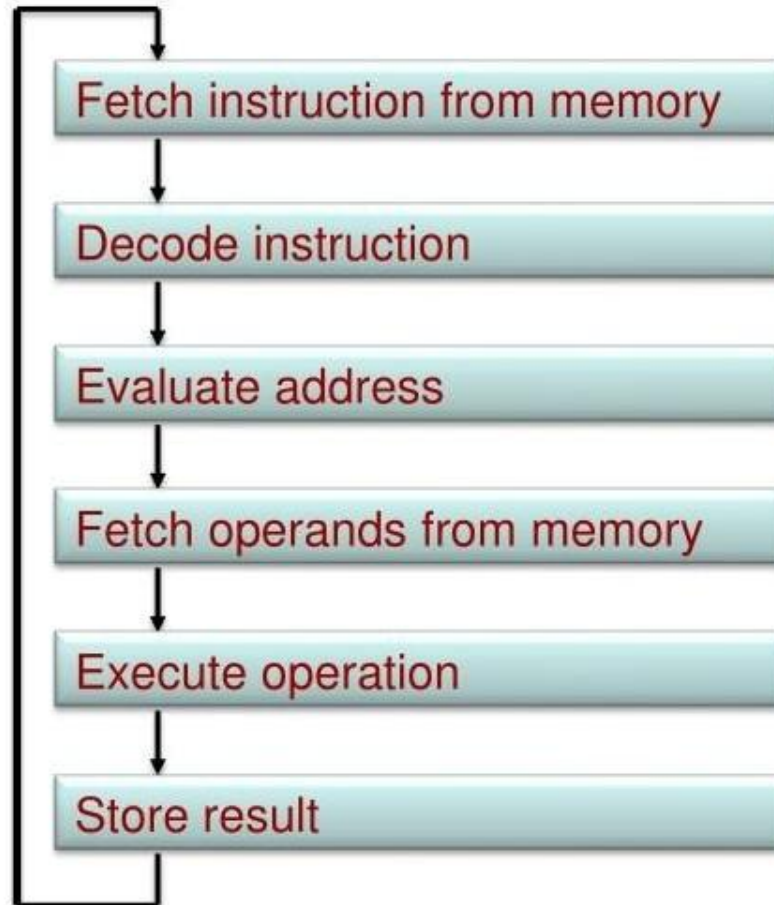 Fetch instruction from memory
Decode instruction
Evaluate address
Fetch operands from memory
Execute operation
Store result